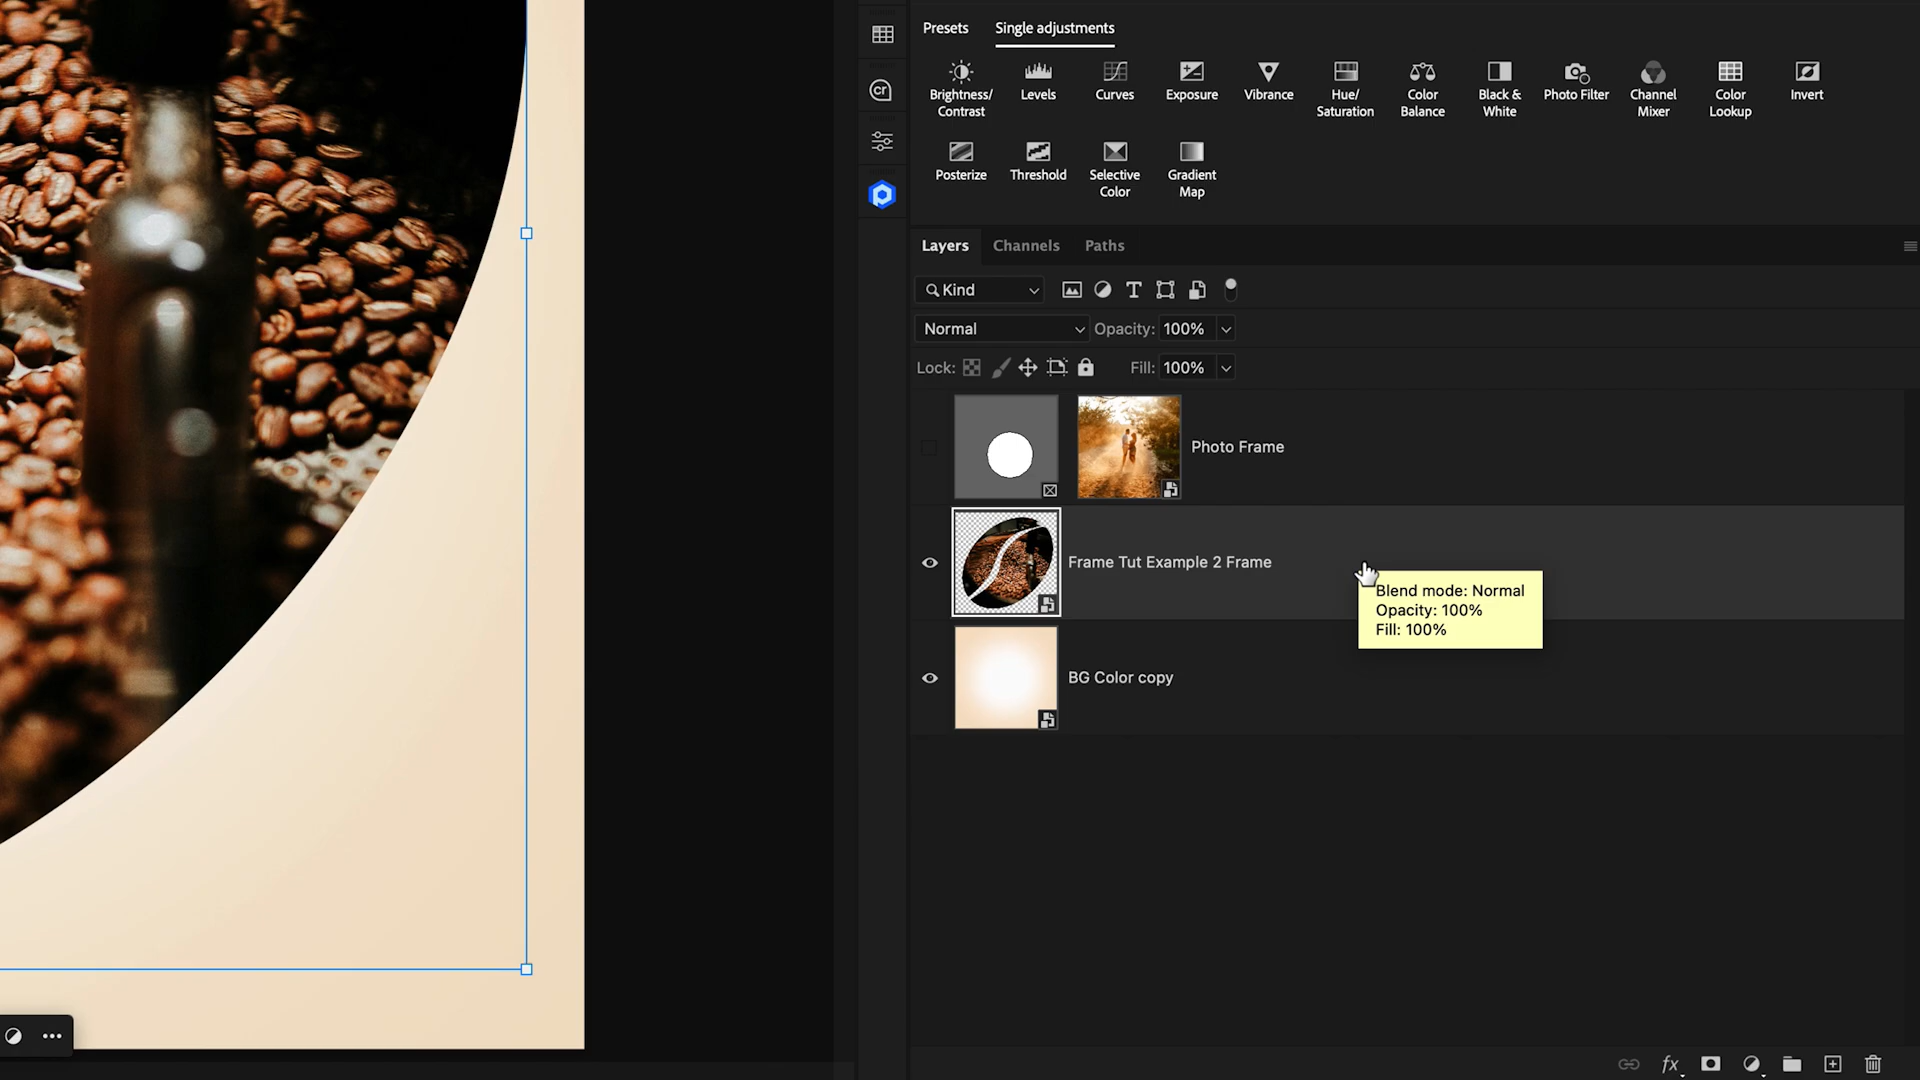 Presets Single adjustments
Brightness/ Contrast
Levels
Curves
Exposure
Vibrance
Hue/ Saturation
Color Balance
Black & White
Photo Filter
Channel Mixer
Color Lookup
Invert
Posterize
Threshold
Selective Color
Gradient Map
Layers Channels Paths
Kind
Normal Opacity: 100%
Lock: Fill: 100%
Photo Frame
Frame Tut Example 2 Frame
Blend mode: Normal
Opacity: 100%
Fill: 100%
BG Color copy
fx